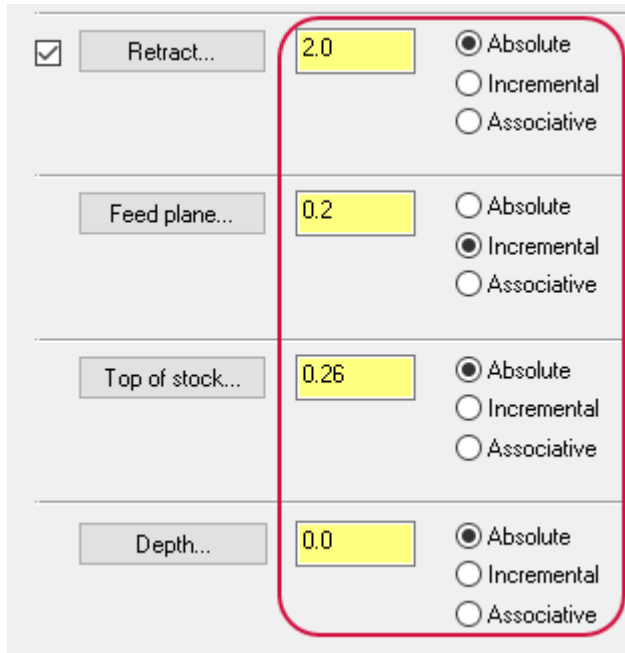 Retract... 2.0 Absolute
Incremental
Associative
Feed plane... 0.2 Absolute
Incremental
Associative
Top of stock... 0.26 Absolute
Incremental
Associative
Depth... 0.0 Absolute
Incremental
Associative